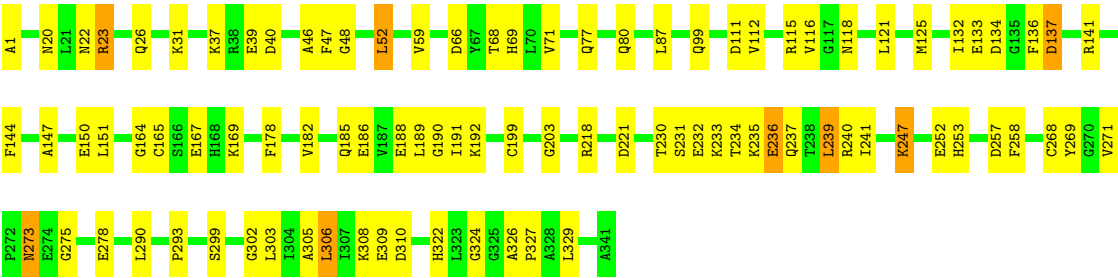 A1 N20 L21 N22 R23 Q26 K31 K37 R38 E39 D40 A46 F47 G48 L52 V59 D66 Y67 T68 H69 L70 V71 Q77 Q80 L87 Q99 D111 V112 R115 V116 G117 N118 L121 M125 I132 E133 D134 G135 F136 D137 R141
F144 A147 E150 L151 G164 C165 S166 E167 H168 K169 F178 V182 Q185 E186 V187 E188 L189 G190 I191 K192 C199 G203 R218 D221 T230 S231 E232 K233 T234 K235 E236 Q237 T238 L239 R240 I241 K247 E252 H253 D257 F258 C268 Y269 G270 V271
P272 N273 E274 G275 E278 L290 P293 S299 G302 L303 I304 A305 L306 I307 K308 E309 D310 H322 L323 G324 G325 A326 P327 A328 L329 A341